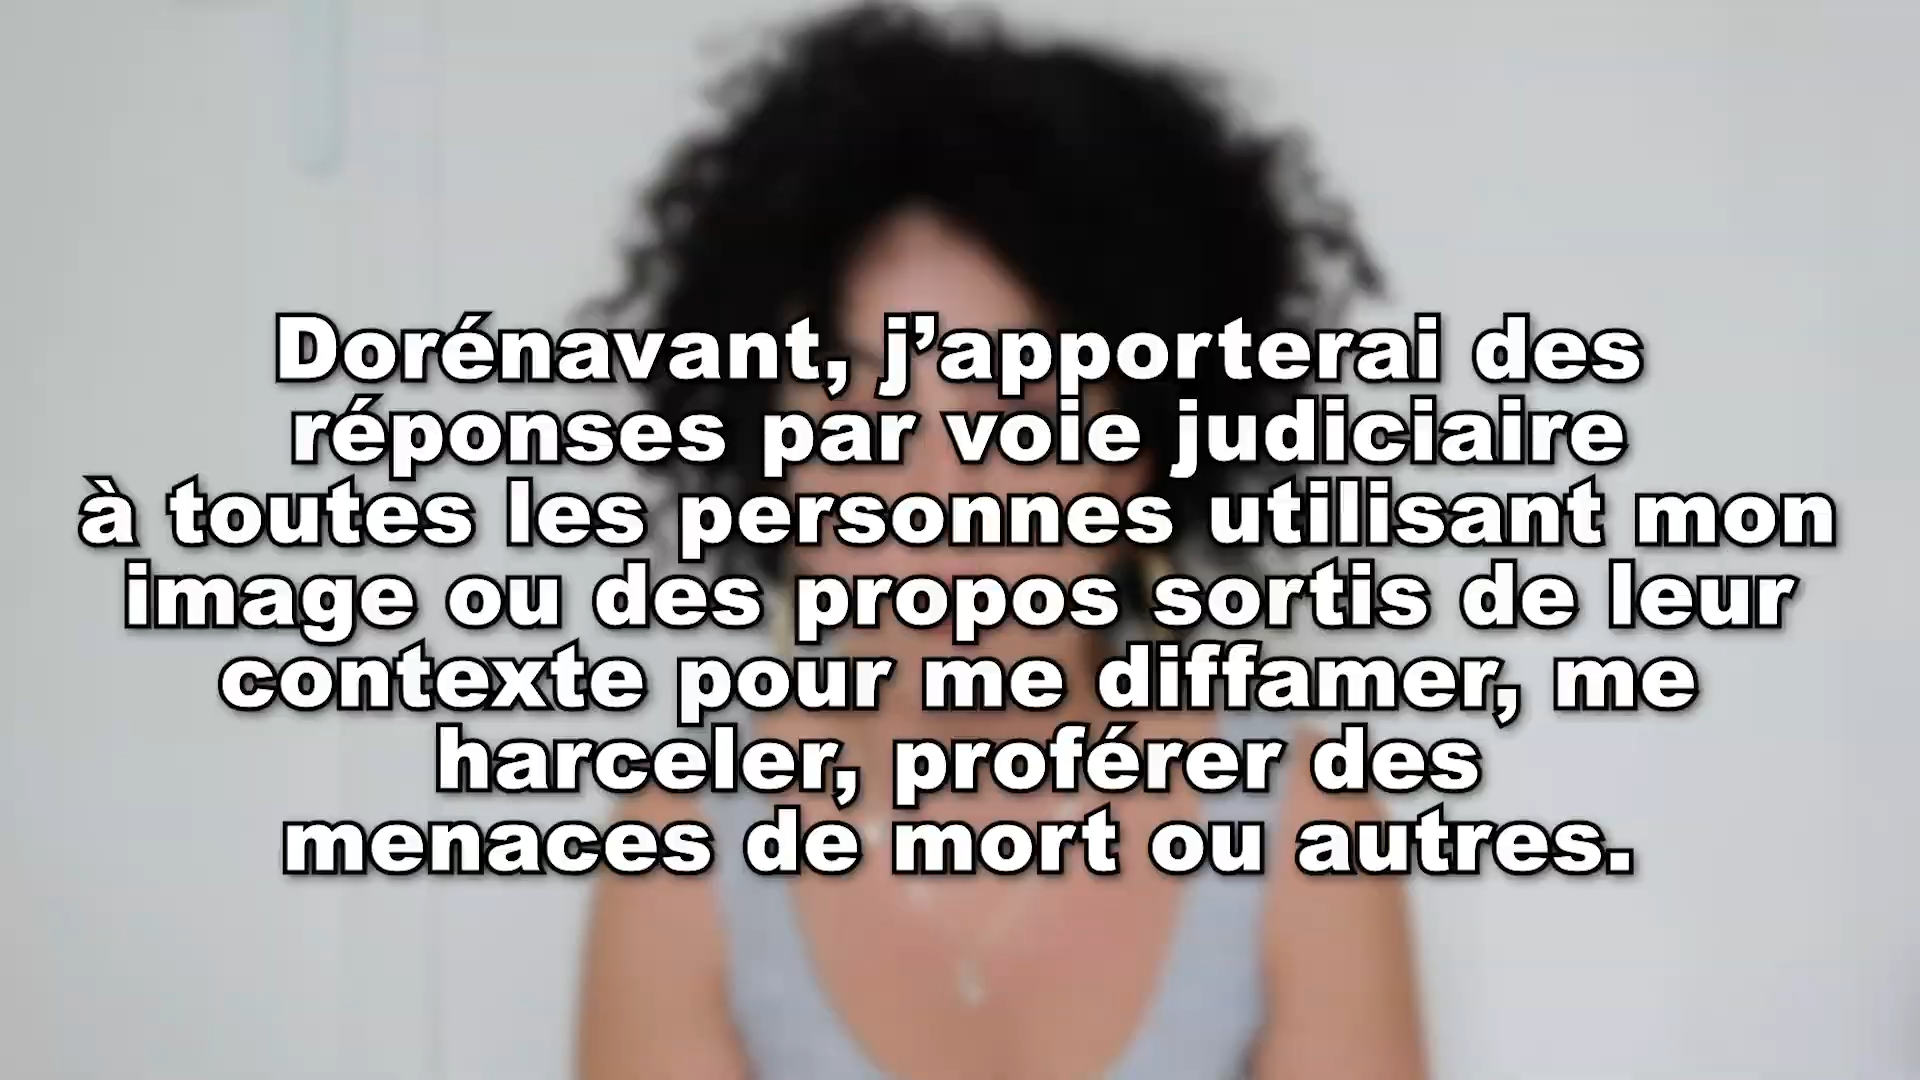 Dorénavant, j’apporterai des
réponses par voie judiciaire
à toutes les personnes utilisant mon
image ou des propos sortis de leur
contexte pour me diffamer, me
harceler, proférer des
menaces de mort ou autres.